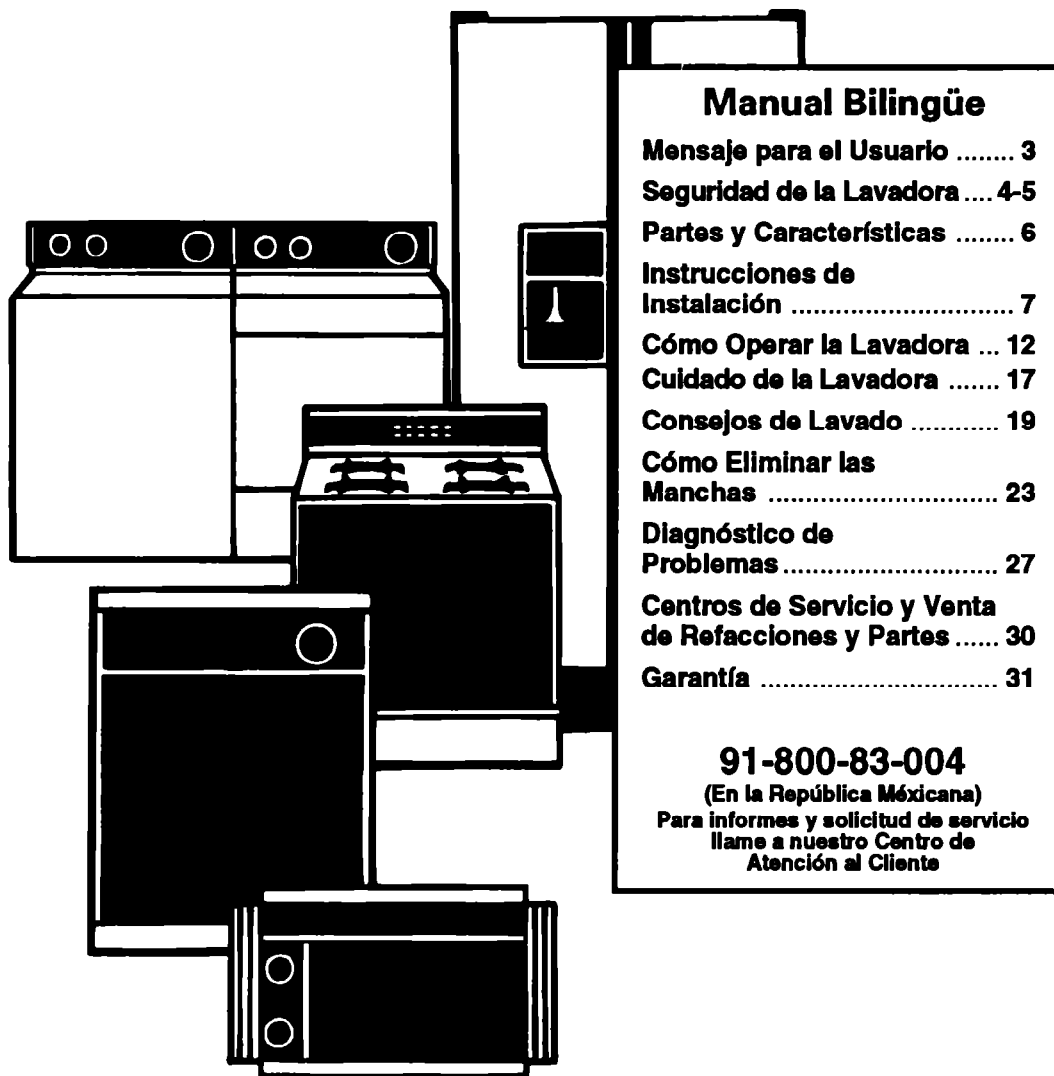 Manual Bilingüe
Mensaje para el Usuario ........ 3
Seguridad de la Lavadora .... 4-5
Partes y Características ........ 6
Instrucciones de
Instalación ............................. 7
Cómo Operar la Lavadora ... 12
Cuidado de la Lavadora ....... 17
Consejos de Lavado ............ 19
Cómo Eliminar las
Manchas .............................. 23
Diagnóstico de
Problemas ............................ 27
Centros de Servicio y Venta
de Refacciones y Partes ...... 30
Garantía ............................... 31
91-800-83-004
(En la República Méxicana)
Para informes y solicitud de servicio
llame a nuestro Centro de
Atención al Cliente